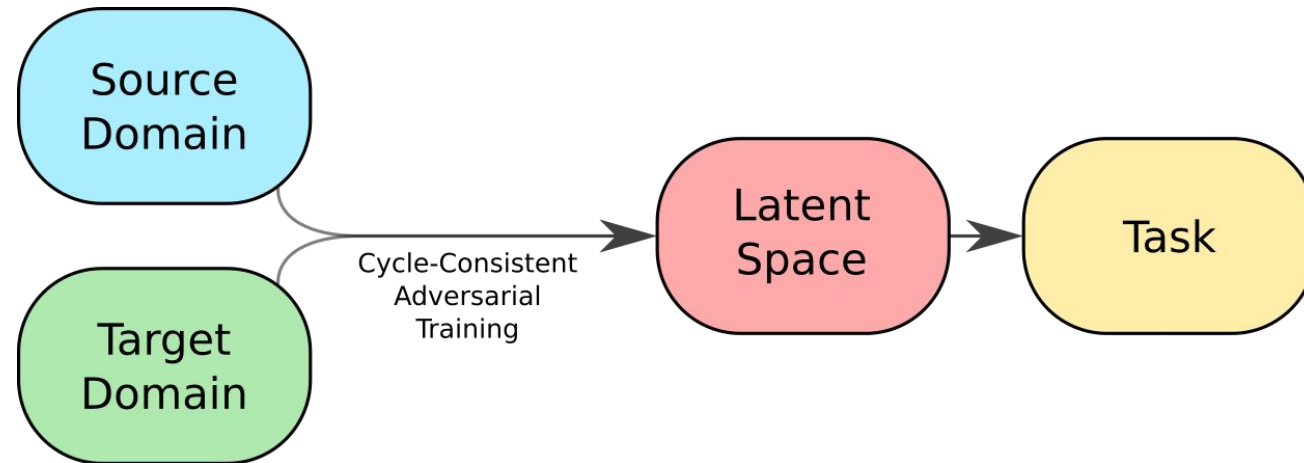 Source
Domain
Target
Domain
Cycle-Consistent
Adversarial
Training
Latent
Space
Task